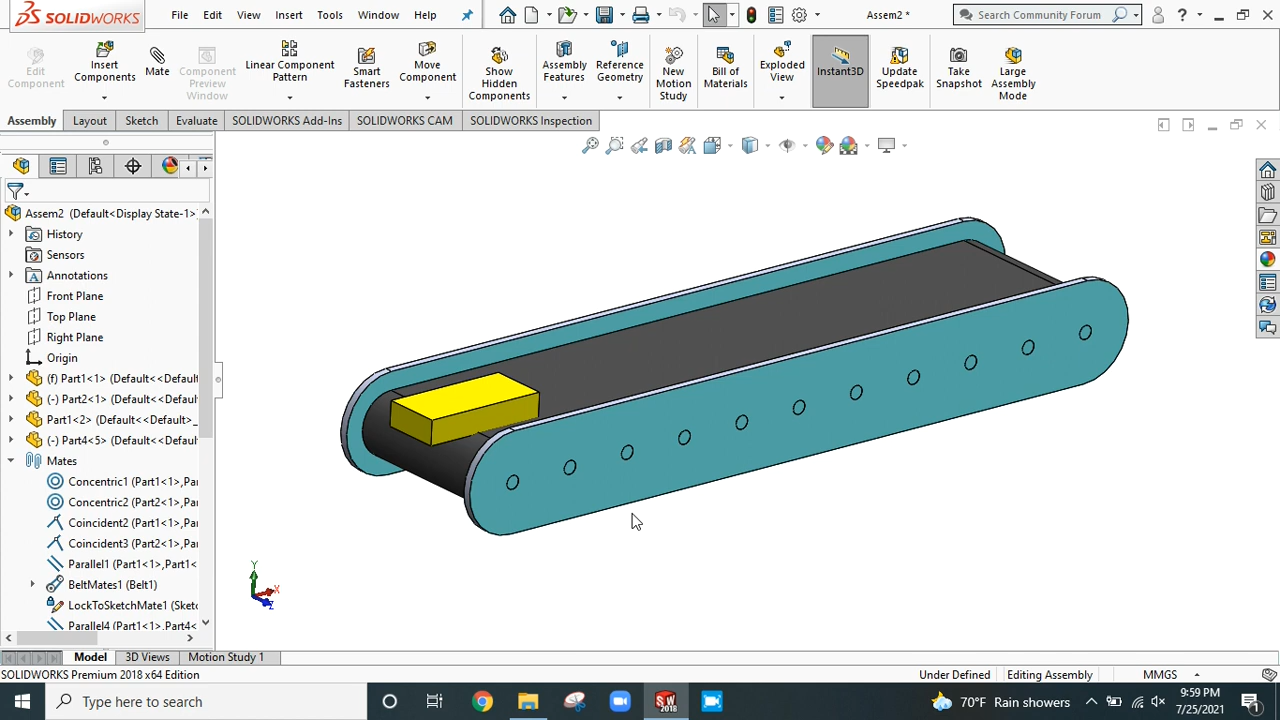 SOLIDWORKS File Edit View Insert Tools Window Help Assem2 * Search Community Forum ?
Edit Component
Insert Components
Mate
Component Preview Window
Linear Component Pattern
Smart Fasteners
Move Component
Show Hidden Components
Assembly Features
Reference Geometry
New Motion Study
Bill of Materials
Exploded View
Instant3D
Update Speedpak
Take Snapshot
Large Assembly Mode
Assembly Layout Sketch Evaluate SOLIDWORKS Add-Ins SOLIDWORKS CAM SOLIDWORKS Inspection
Assem2 (Default<Display State-1>
History
Sensors
Annotations
Front Plane
Top Plane
Right Plane
Origin
(f) Part1<1> (Default<<Default
(-) Part2<1> (Default<<Default
Part1<2> (Default<<Default>_
(-) Part4<5> (Default<<Default
Mates
Concentric1 (Part1<1>,Par
Concentric2 (Part2<1>,Par
Coincident2 (Part1<1>,Par
Coincident3 (Part2<1>,Par
Parallel1 (Part1<1>,Part1<
BeltMates1 (Belt1)
LockToSketchMate1 (Sketc
Parallel4 (Part1<1>,Part4<
Y
X
Z
Model 3D Views Motion Study 1
SOLIDWORKS Premium 2018 x64 Edition Under Defined Editing Assembly MMGS
Type here to search 70°F Rain showers 9:59 PM
7/25/2021